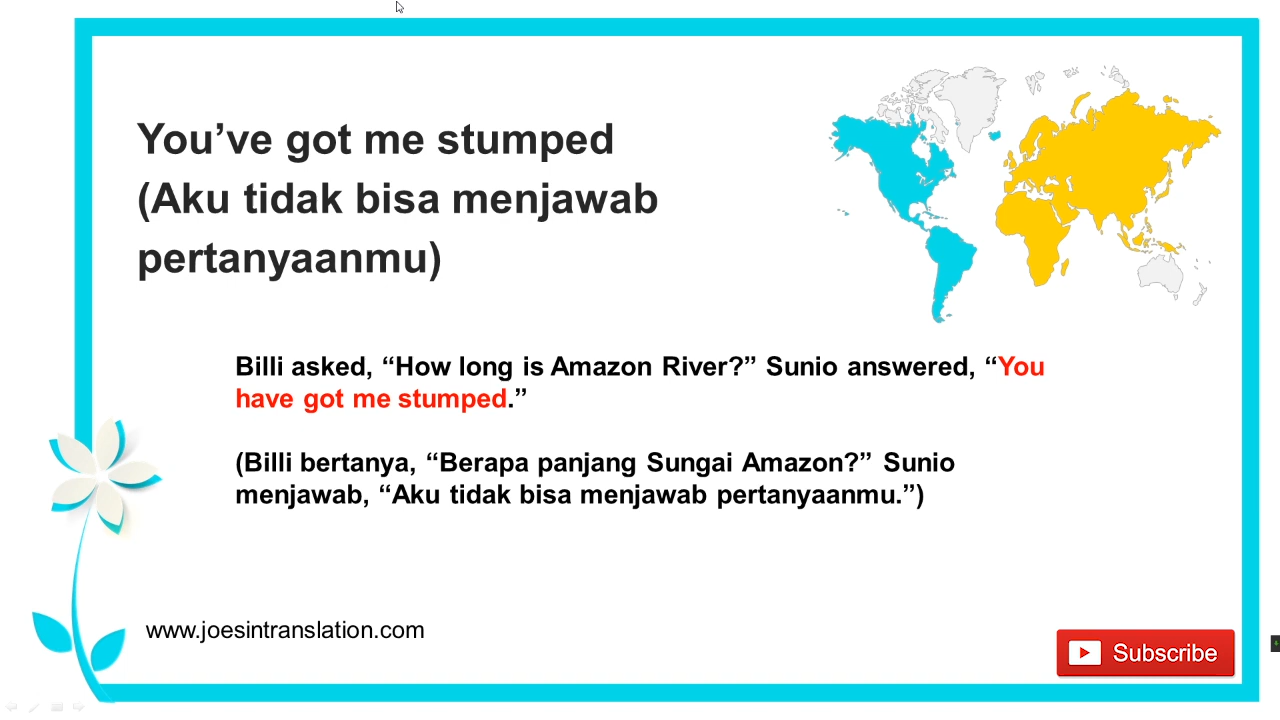 You’ve got me stumped
(Aku tidak bisa menjawab
pertanyaanmu)
Billi asked, “How long is Amazon River?” Sunio answered, “You
have got me stumped.”
(Billi bertanya, “Berapa panjang Sungai Amazon?” Sunio
menjawab, “Aku tidak bisa menjawab pertanyaanmu.”)
www.joesintranslation.com
Subscribe